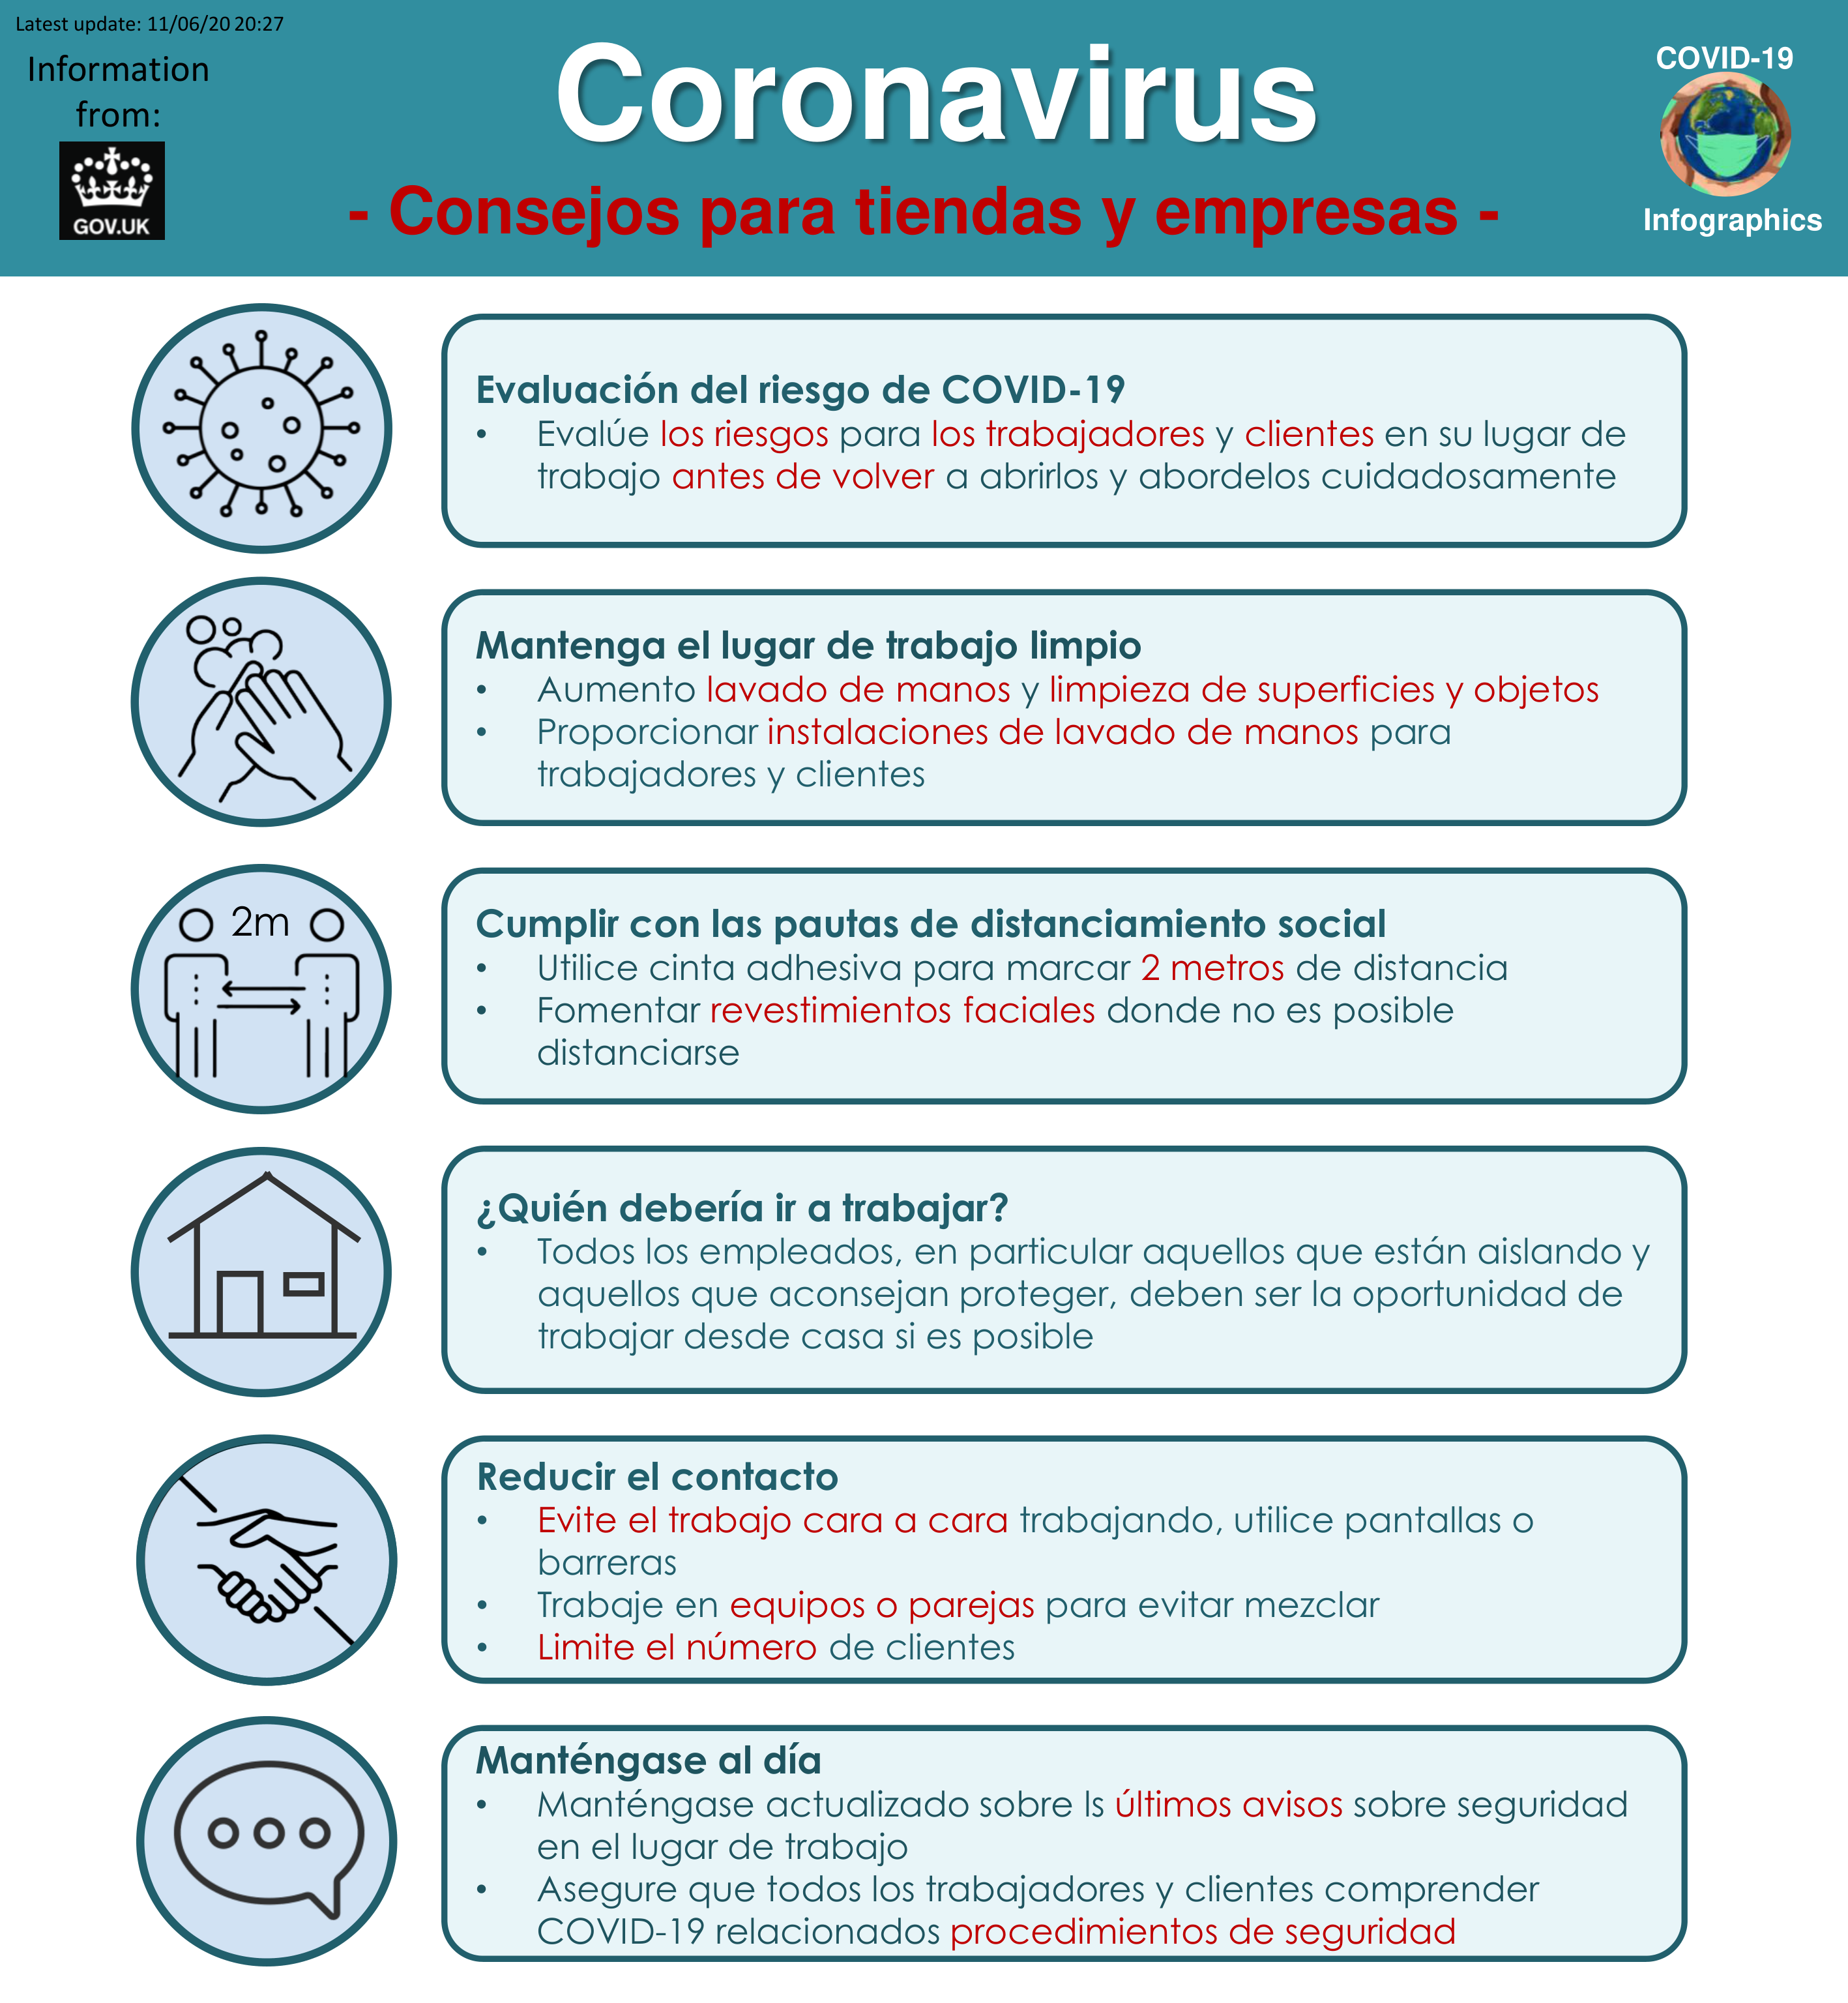 Latest update: 11/06/20 20:27
Information
from:
GOV.UK
Coronavirus
- Consejos para tiendas y empresas -
COVID-19
Infographics
Evaluación del riesgo de COVID-19
• Evalúe los riesgos para los trabajadores y clientes en su lugar de
trabajo antes de volver a abrirlos y abordelos cuidadosamente
Mantenga el lugar de trabajo limpio
• Aumento lavado de manos y limpieza de superficies y objetos
• Proporcionar instalaciones de lavado de manos para
trabajadores y clientes
2m
Cumplir con las pautas de distanciamiento social
• Utilice cinta adhesiva para marcar 2 metros de distancia
• Fomentar revestimientos faciales donde no es posible
distanciarse
¿Quién debería ir a trabajar?
• Todos los empleados, en particular aquellos que están aislando y
aquellos que aconsejan proteger, deben ser la oportunidad de
trabajar desde casa si es posible
Reducir el contacto
• Evite el trabajo cara a cara trabajando, utilice pantallas o
barreras
• Trabaje en equipos o parejas para evitar mezclar
• Limite el número de clientes
Manténgase al día
• Manténgase actualizado sobre ls últimos avisos sobre seguridad
en el lugar de trabajo
• Asegure que todos los trabajadores y clientes comprender
COVID-19 relacionados procedimientos de seguridad